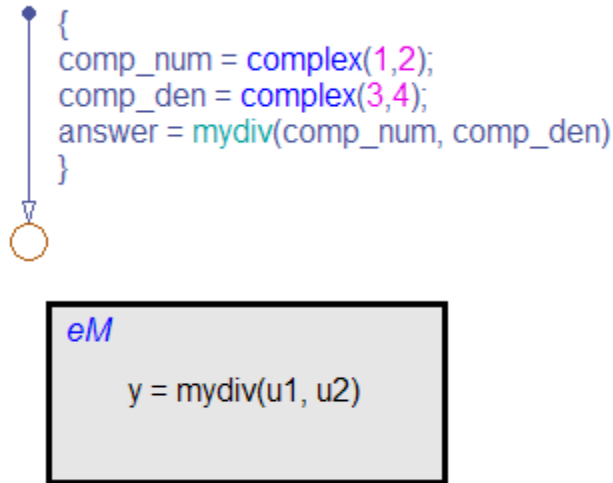 {
comp_num = complex(1,2);
comp_den = complex(3,4);
answer = mydiv(comp_num, comp_den)
}
eM
y = mydiv(u1, u2)